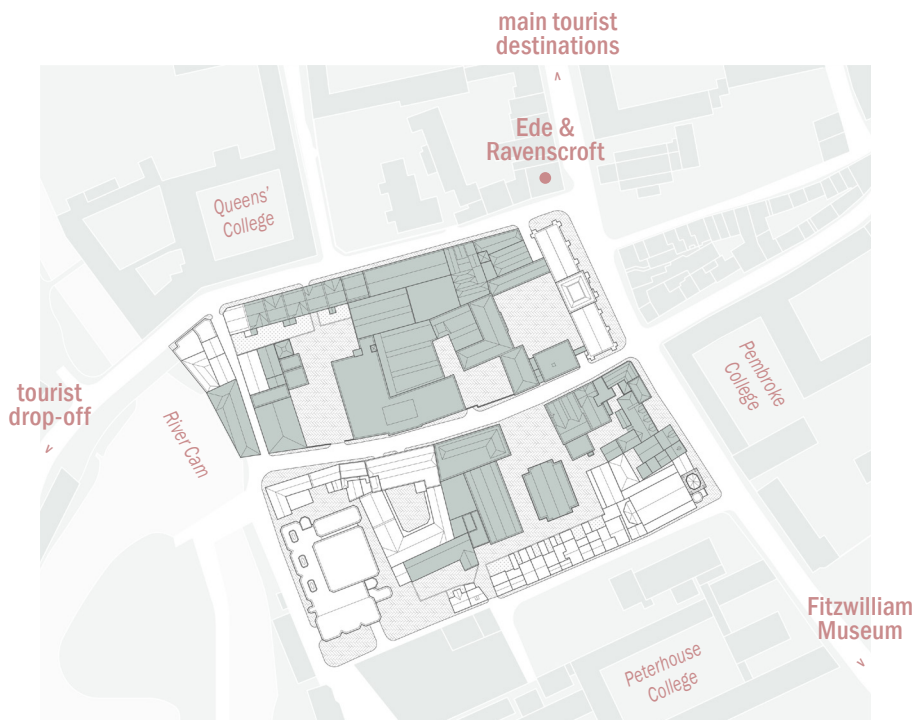 main tourist
destinations
Ede &
Ravenscroft
Queens'
College
Pembroke
College
tourist
drop-off
River Cam
Fitzwilliam
Museum
Peterhouse
College